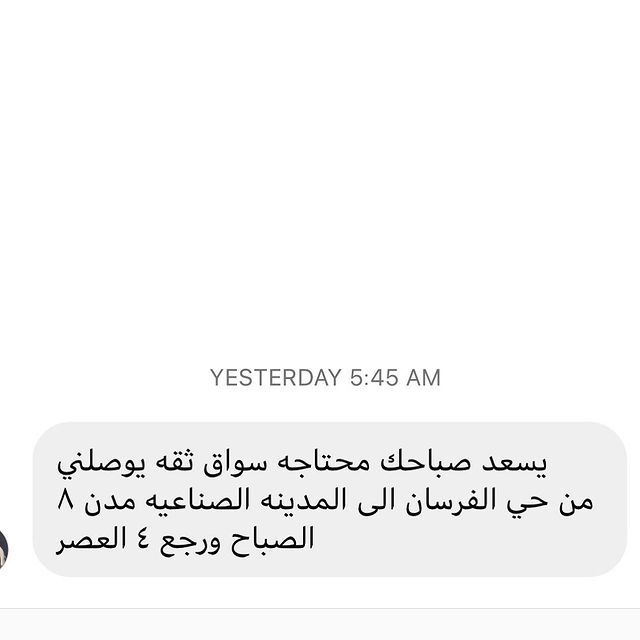 YESTERDAY 5:45 AM
يسعد صباحك محتاجه سواق ثقه يوصلني
من حي الفرسان الى المدينه الصناعيه مدن ٨
الصباح ورجع ٤ العصر